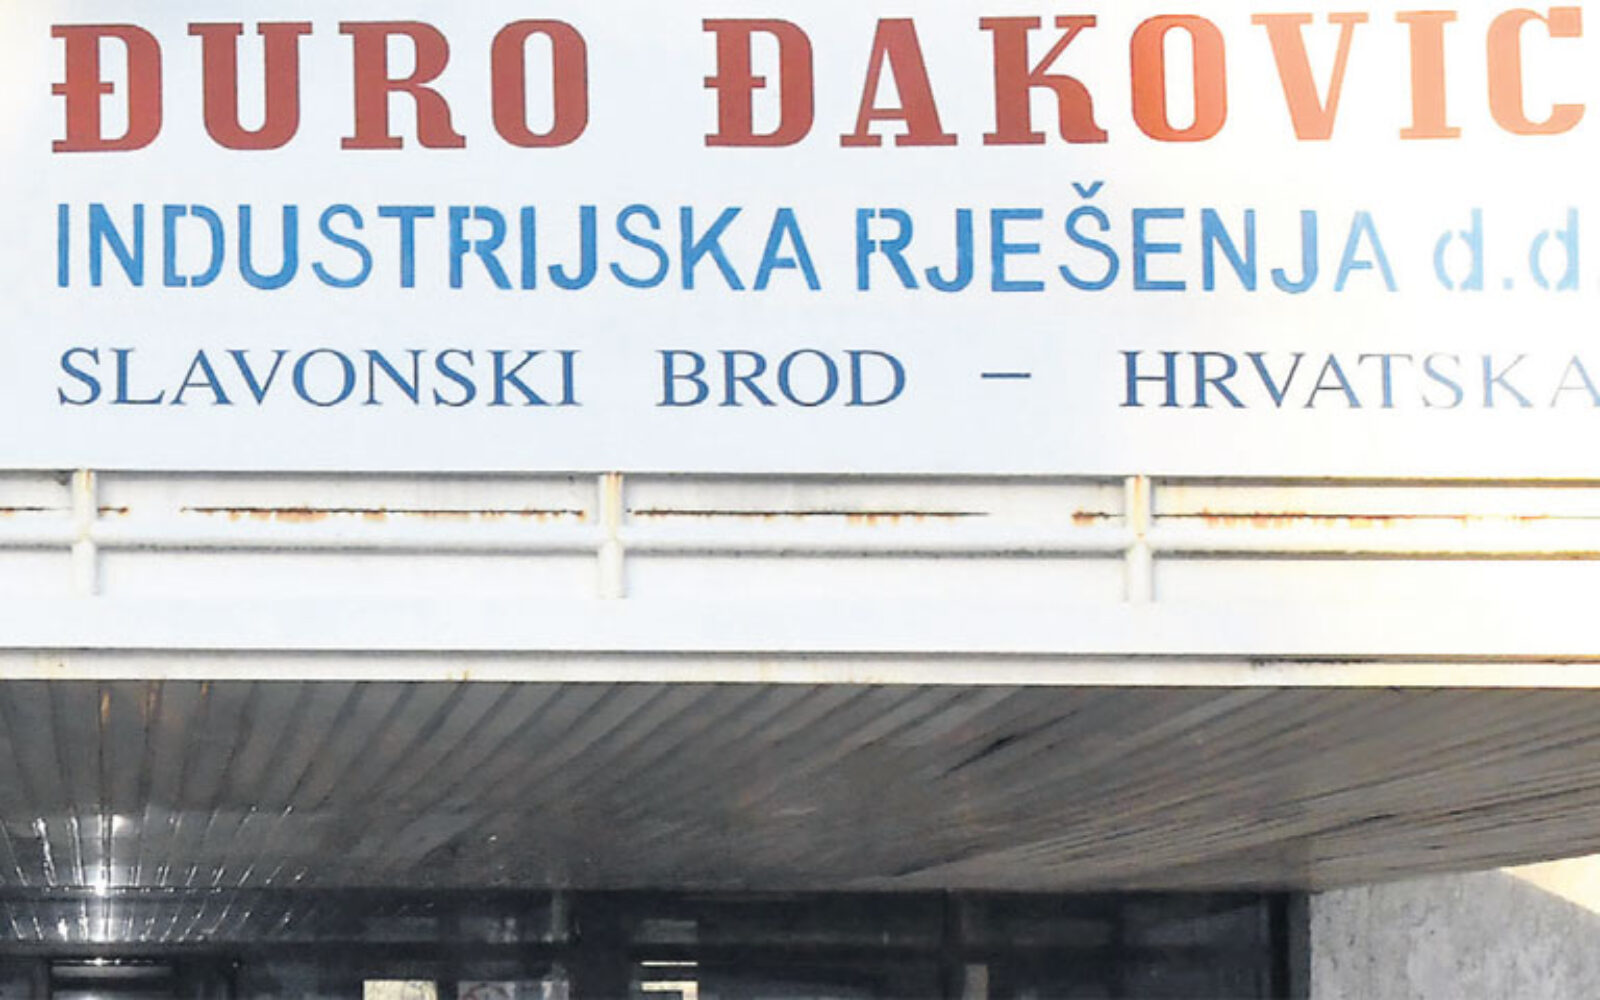 ĐURO ĐAKOVIC
INDUSTRIJSKA RJEŠENJA d.d.
SLAVONSKI BROD – HRVATSKA